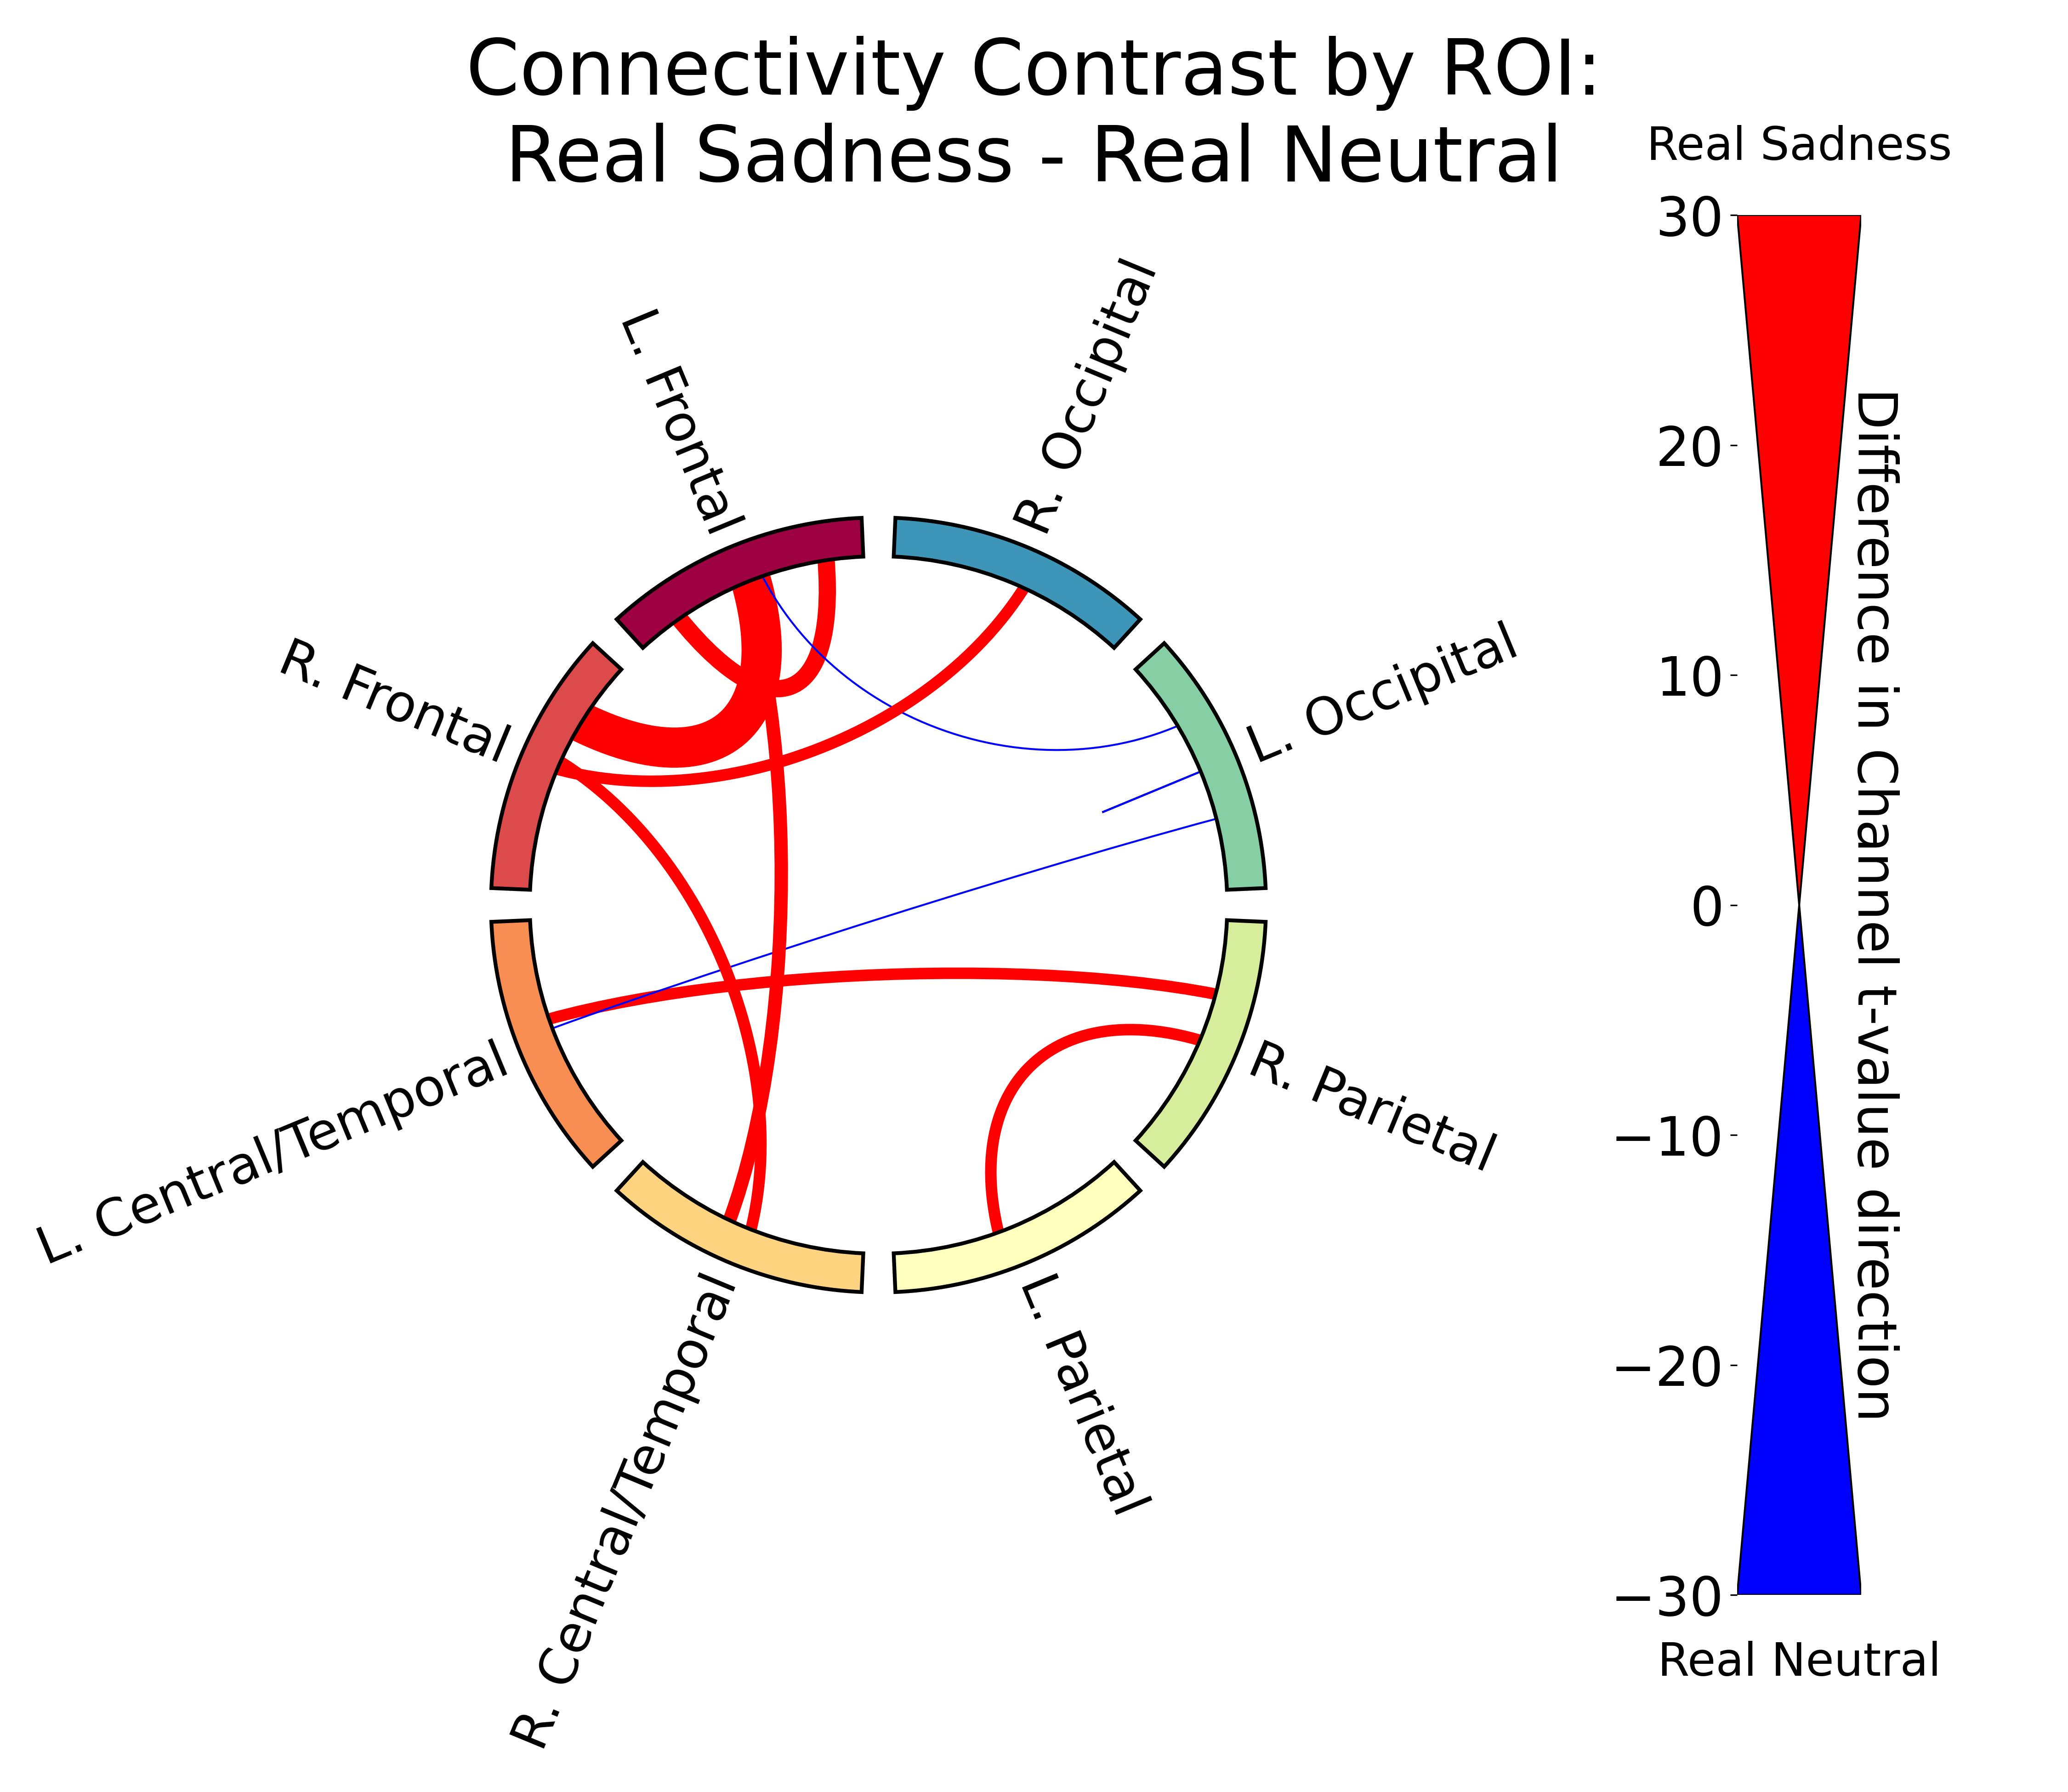 Connectivity Contrast by ROI:
Real Sadness - Real Neutral
Real Sadness
30
20
10
0
−10
−20
−30
Real Neutral
Difference in Channel t-value direction
L. Frontal
R. Occipital
R. Frontal
L. Occipital
L. Central/Temporal
R. Parietal
R. Central/Temporal
L. Parietal